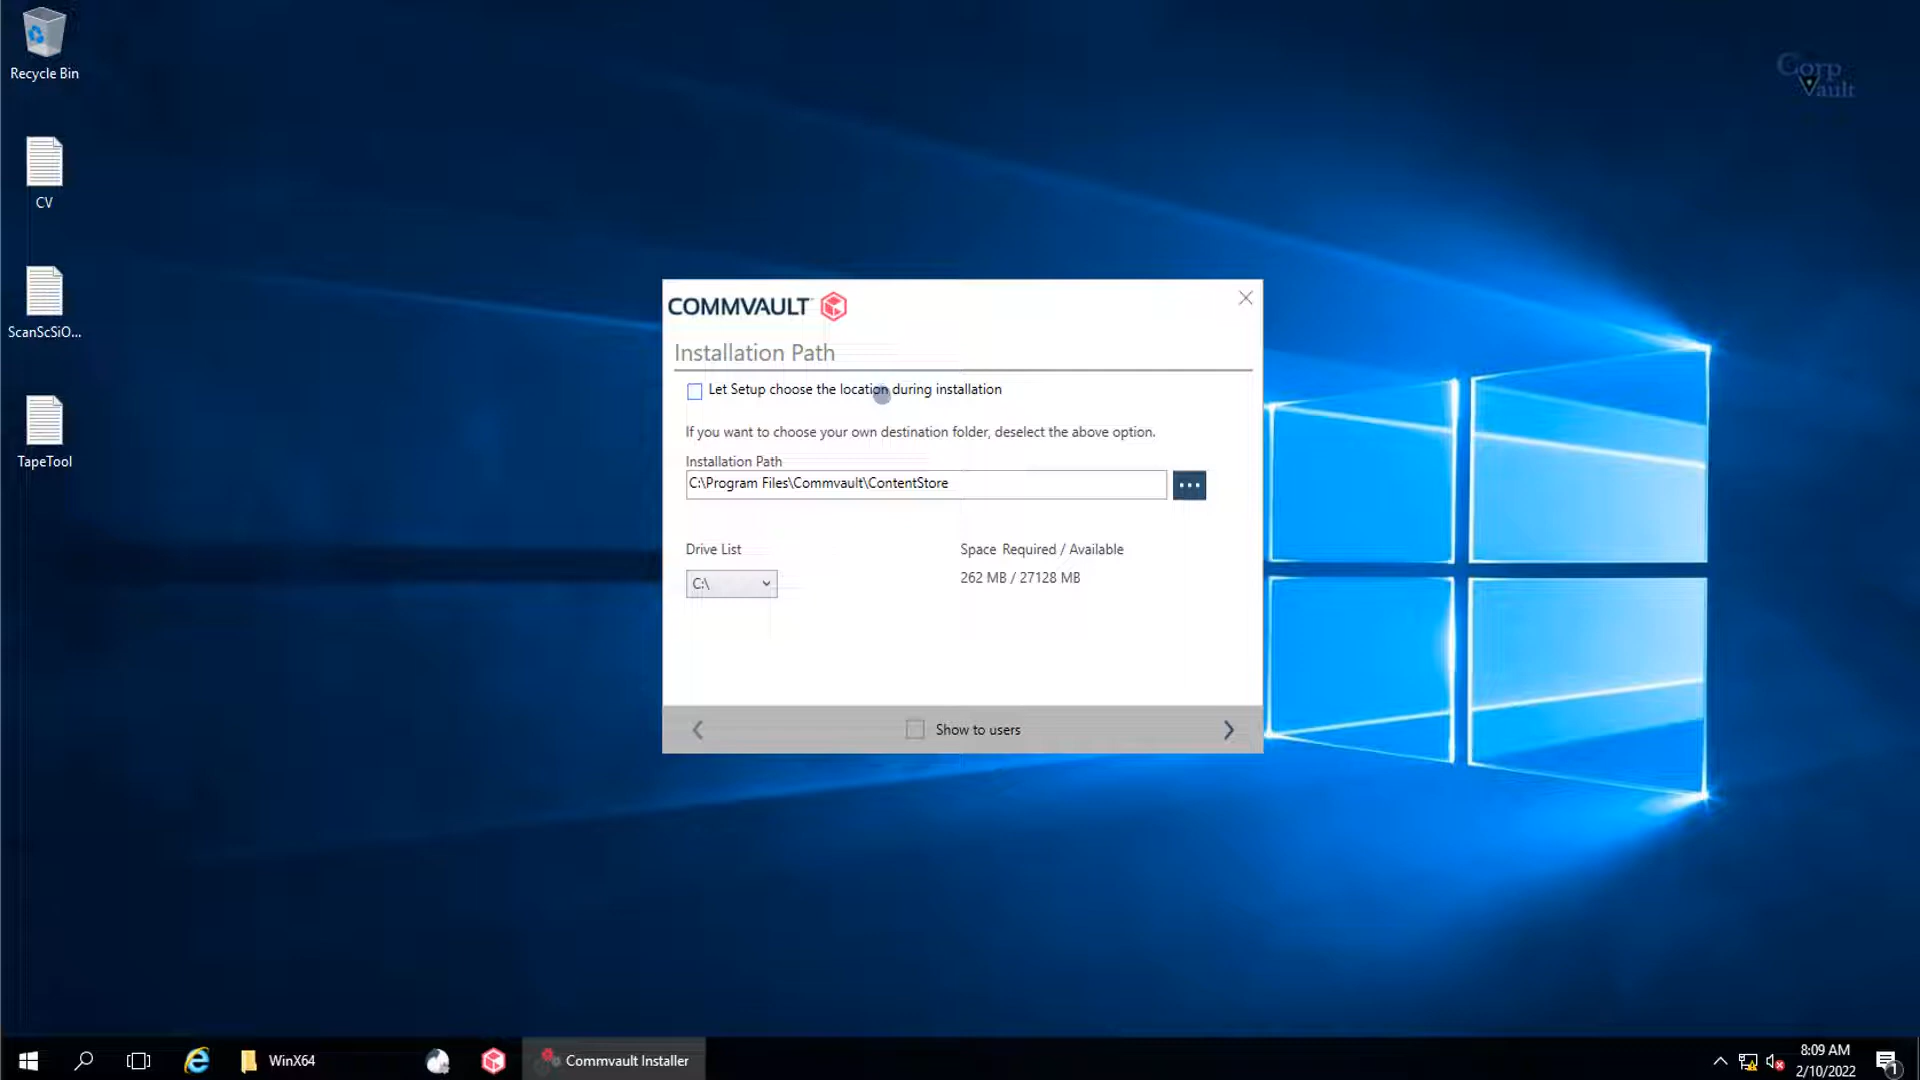 Recycle Bin
Corp
Vault
CV
ScanScSiO...
TapeTool
COMMVAULT
Installation Path
Let Setup choose the location during installation
If you want to choose your own destination folder, deselect the above option.
Installation Path
C:\Program Files\Commvault\ContentStore
Drive List
Space Required / Available
C:\
262 MB / 27128 MB
Show to users
WinX64
Commvault Installer
8:09 AM
2/10/2022
1